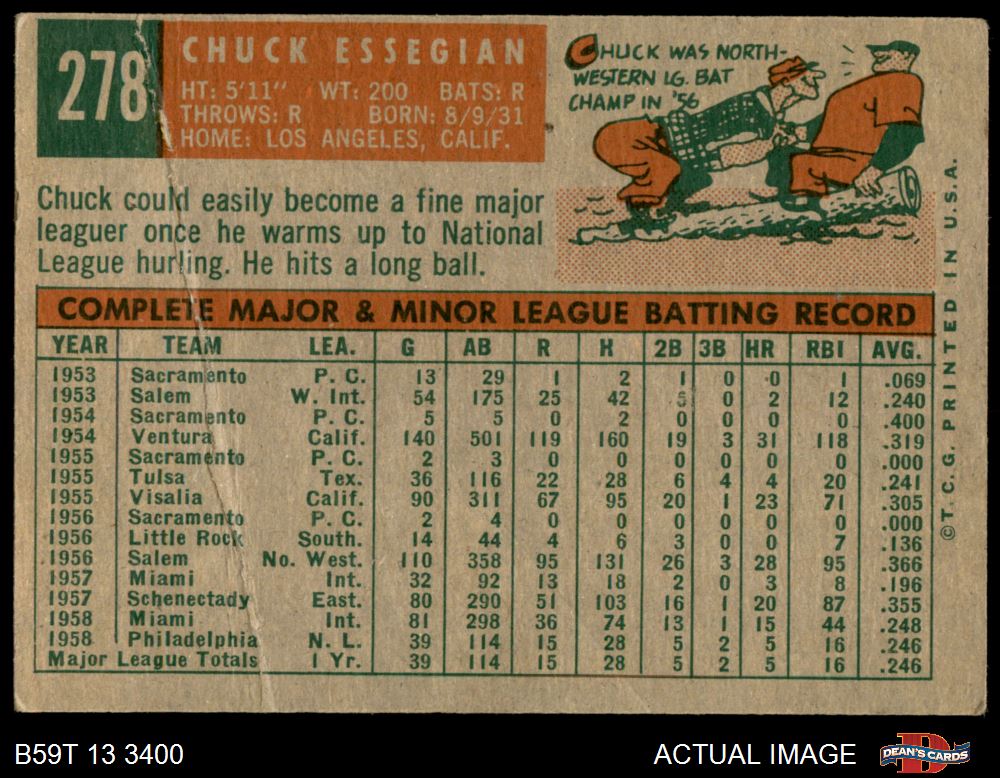 278
CHUCK ESSEGIAN
HT: 5'11" WT: 200 BATS: R
THROWS: R BORN: 8/9/31
HOME: LOS ANGELES, CALIF.
CHUCK WAS NORTH-
WESTERN LG. BAT
CHAMP IN '56
Chuck could easily become a fine major
leaguer once he warms up to National
League hurling. He hits a long ball.
COMPLETE MAJOR & MINOR LEAGUE BATTING RECORD
YEAR TEAM LEA. G AB R H 2B 3B HR RBI AVG.
1953 Sacramento P. C. 13 29 1 2 1 0 0 1 .069
1953 Salem W. Int. 54 175 25 42 5 0 2 12 .240
1954 Sacramento P. C. 5 5 0 2 0 0 0 0 .400
1954 Ventura Calif. 140 501 119 160 19 3 31 118 .319
1955 Sacramento P. C. 2 3 0 0 0 0 0 0 .000
1955 Tulsa Tex. 36 116 22 28 6 4 4 20 .241
1955 Visalia Calif. 90 311 67 95 20 1 23 71 .305
1956 Sacramento P. C. 2 4 0 0 0 0 0 0 .000
1956 Little Rock South. 14 44 4 6 3 0 0 7 .136
1956 Salem No. West. 110 358 95 131 26 3 28 95 .366
1957 Miami Int. 32 92 13 18 2 0 3 8 .196
1957 Schenectady East. 80 290 51 103 16 1 20 87 .355
1958 Miami Int. 81 298 36 74 13 1 15 44 .248
1958 Philadelphia N. L. 39 114 15 28 5 2 5 16 .246
Major League Totals 1 Yr. 39 114 15 28 5 2 5 16 .246
©T. C. G. PRINTED IN U.S.A.
B59T 13 3400
ACTUAL IMAGE
DEAN'S CARDS